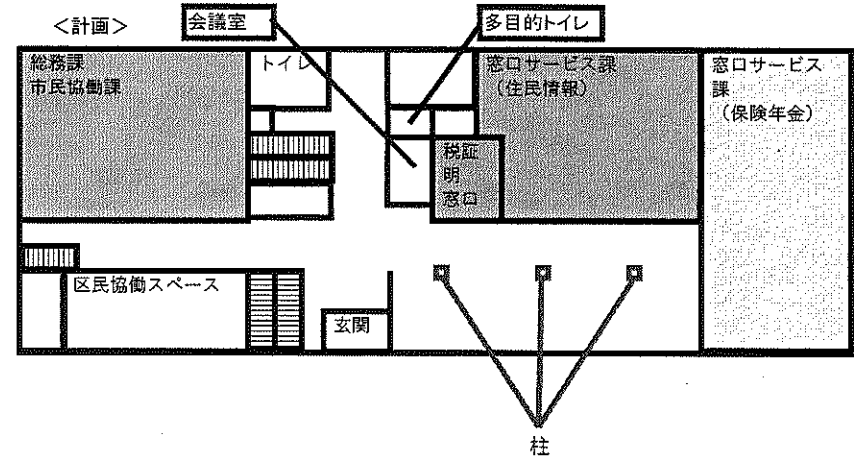 <計画>
会議室
多目的トイレ
総務課
市民協働課
トイレ
窓口サービス課
(住民情報)
窓口サービス
課
(保険年金)
税証
明
窓口
区民協働スペース
玄関
柱